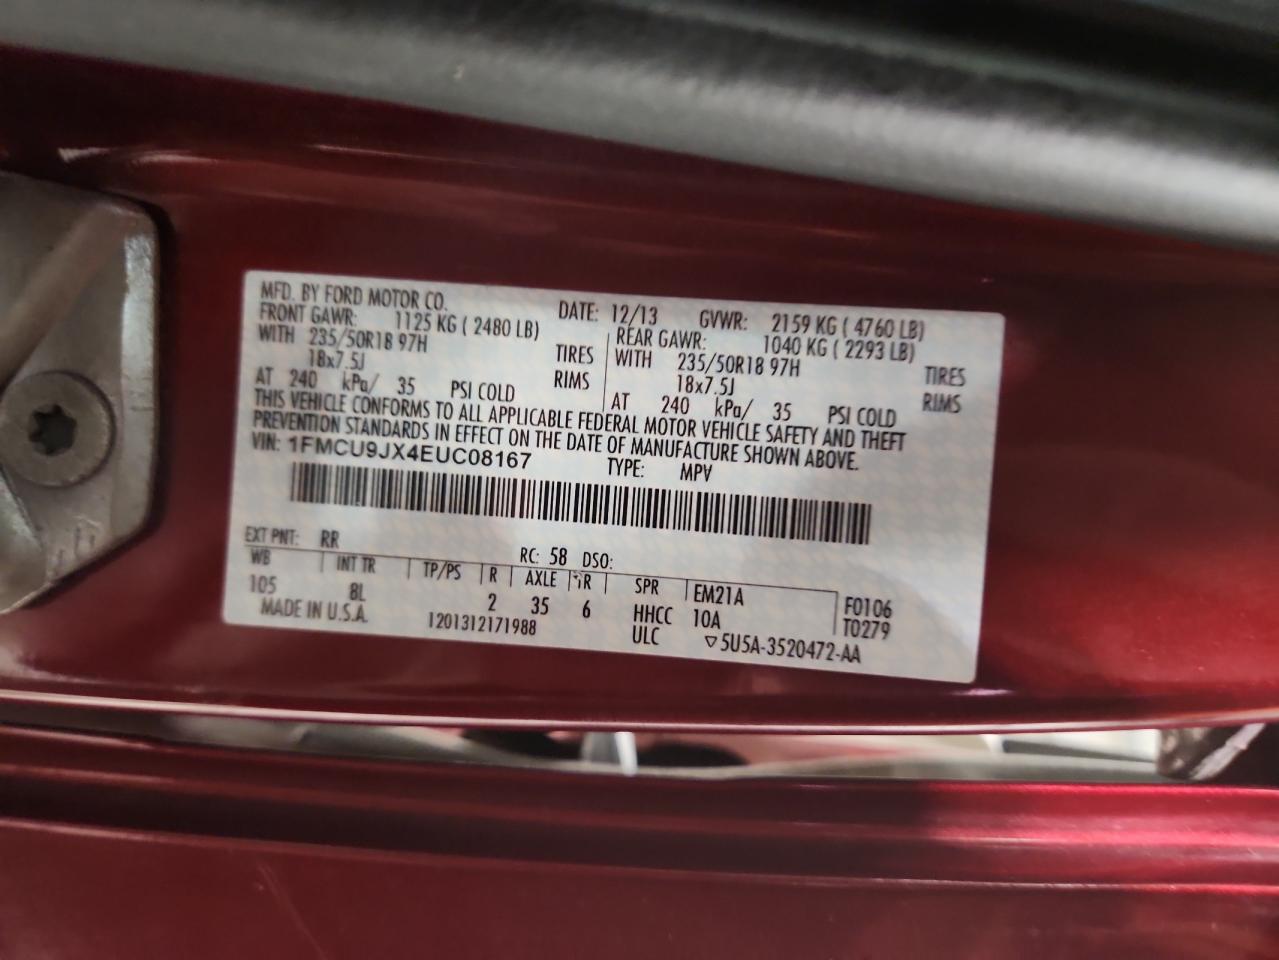 MFD. BY FORD MOTOR CO. DATE: 12/13 GVWR: 2159 KG ( 4760 LB)
FRONT GAWR: 1125 KG ( 2480 LB) REAR GAWR: 1040 KG ( 2293 LB)
WITH 235/50R18 97H TIRES WITH 235/50R18 97H TIRES
18x7.5J RIMS 18x7.5J RIMS
AT 240 kPa/ 35 PSI COLD AT 240 kPa/ 35 PSI COLD
THIS VEHICLE CONFORMS TO ALL APPLICABLE FEDERAL MOTOR VEHICLE SAFETY AND THEFT
PREVENTION STANDARDS IN EFFECT ON THE DATE OF MANUFACTURE SHOWN ABOVE.
VIN: 1FMCU9JX4EUC08167 TYPE: MPV
EXT PNT: RR RC: 58 DSO:
WB INT TR TP/PS R AXLE TR SPR EM21A F0106
105 8L 2 35 6 HHCC 10A T0279
MADE IN U.S.A. 1201312171988 ULC 5U5A-3520472-AA